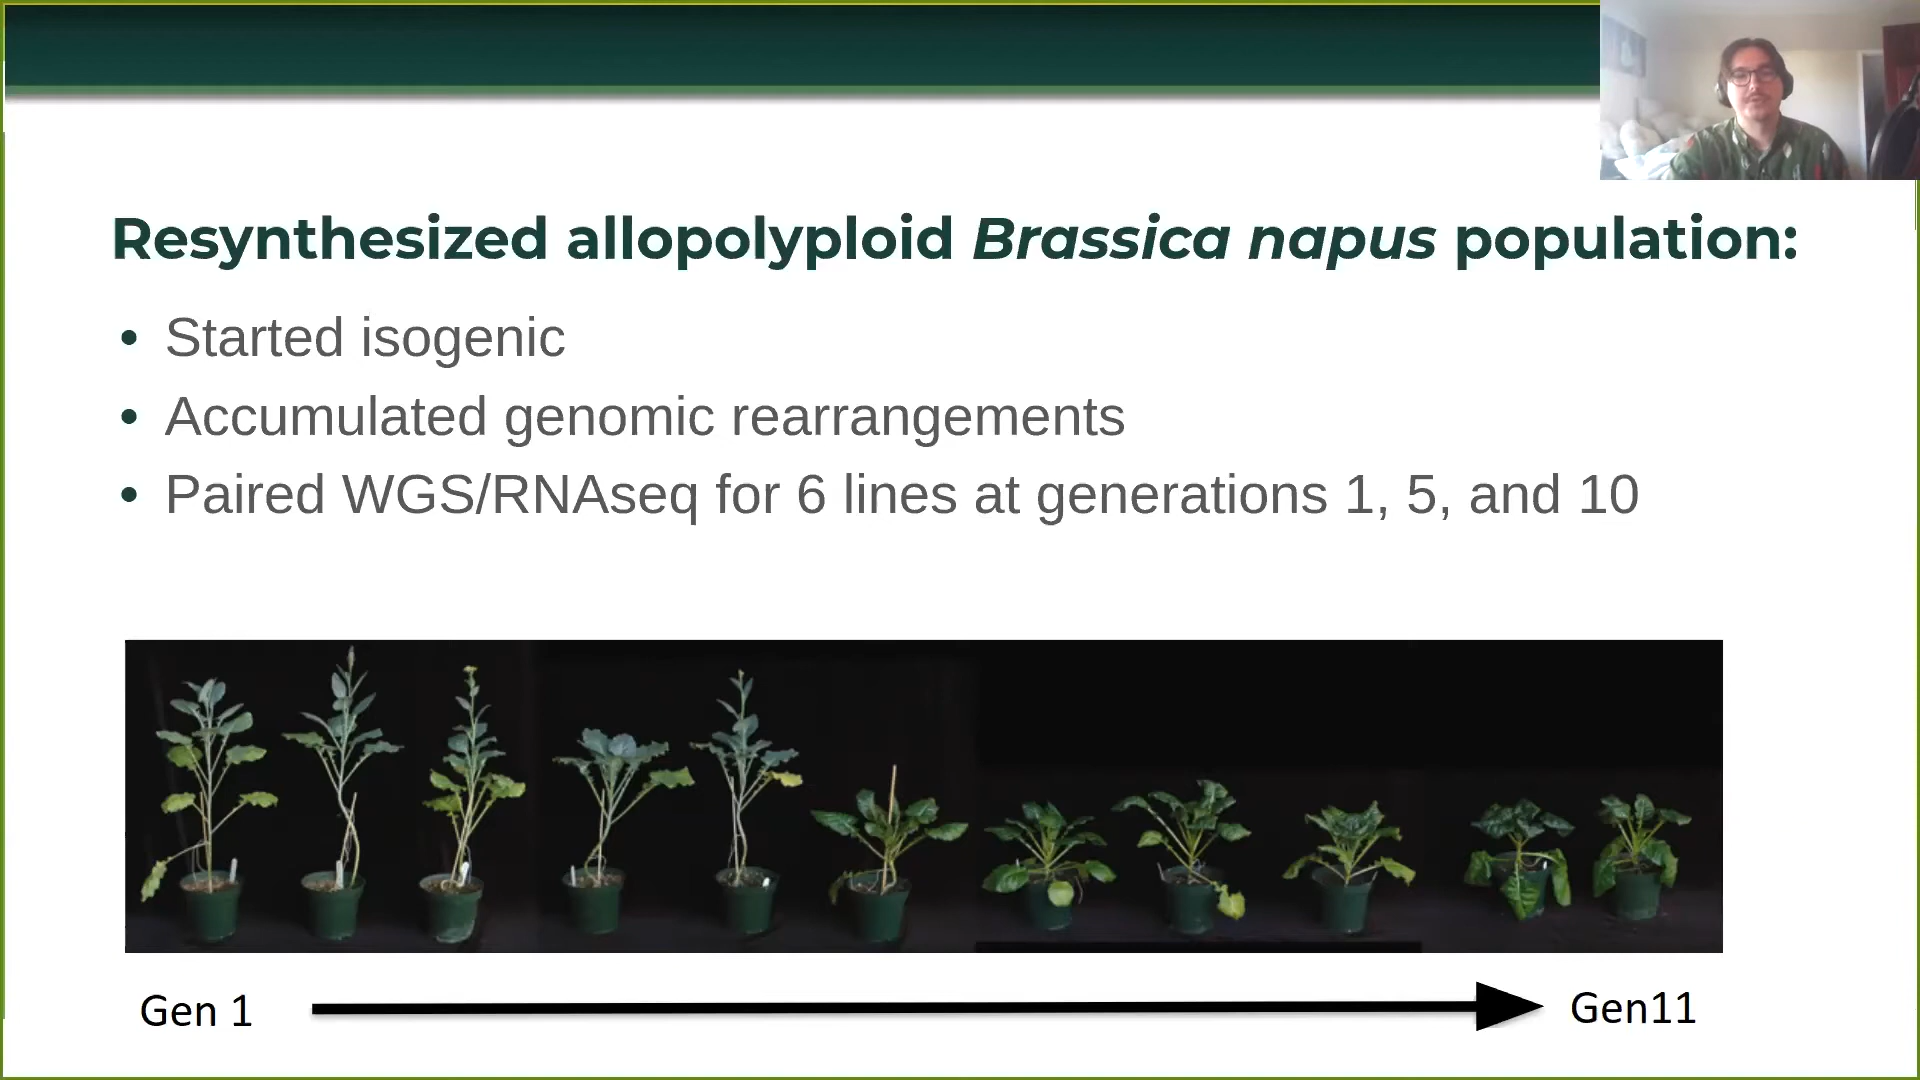 Resynthesized allopolyploid Brassica napus population:
• Started isogenic
• Accumulated genomic rearrangements
• Paired WGS/RNAseq for 6 lines at generations 1, 5, and 10
Gen 1
Gen11